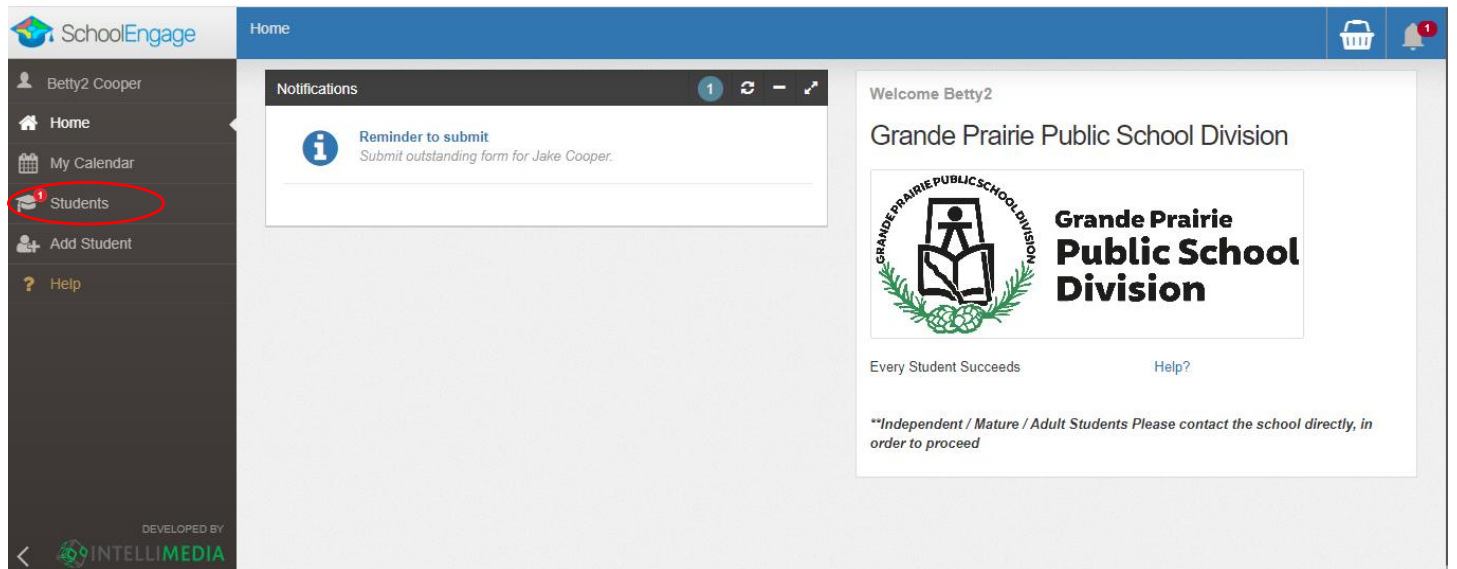 SchoolEngage
Home
1
Betty2 Cooper
Home
My Calendar
1
Students
Add Student
? Help
DEVELOPED BY
INTELLIMEDIA
Notifications
1
Reminder to submit
Submit outstanding form for Jake Cooper.
Welcome Betty2
Grande Prairie Public School Division
GRANDE PRAIRIE PUBLIC SCHOOL DIVISION
Grande Prairie
Public School
Division
Every Student Succeeds
Help?
**Independent / Mature / Adult Students Please contact the school directly, in
order to proceed